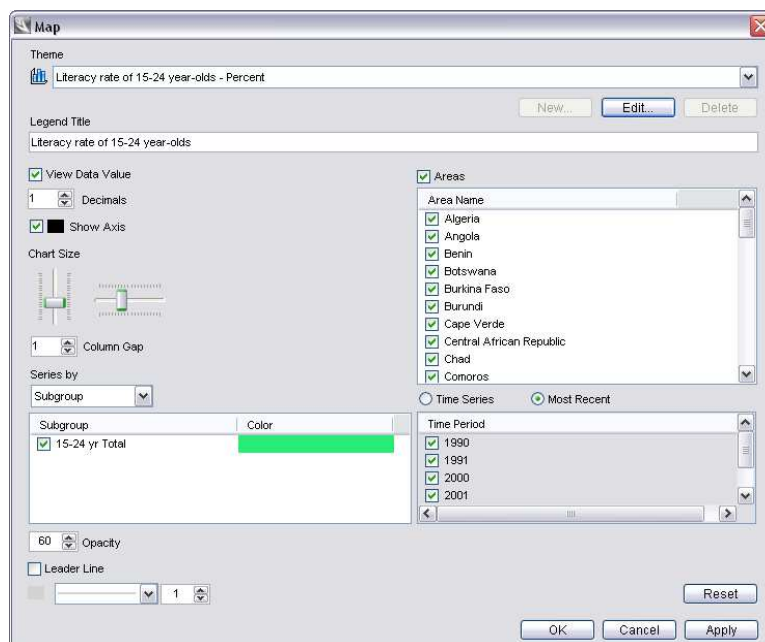 Map
Theme
Literacy rate of 15-24 year-olds - Percent
New... Edit... Delete
Legend Title
Literacy rate of 15-24 year-olds
View Data Value
1 Decimals
Show Axis
Chart Size
1 Column Gap
Series by
Subgroup
Subgroup Color
15-24 yr Total
60 Opacity
Leader Line
1
Areas
Area Name
Algeria
Angola
Benin
Botswana
Burkina Faso
Burundi
Cape Verde
Central African Republic
Chad
Comoros
Time Series Most Recent
Time Period
1990
1991
2000
2001
Reset
OK Cancel Apply